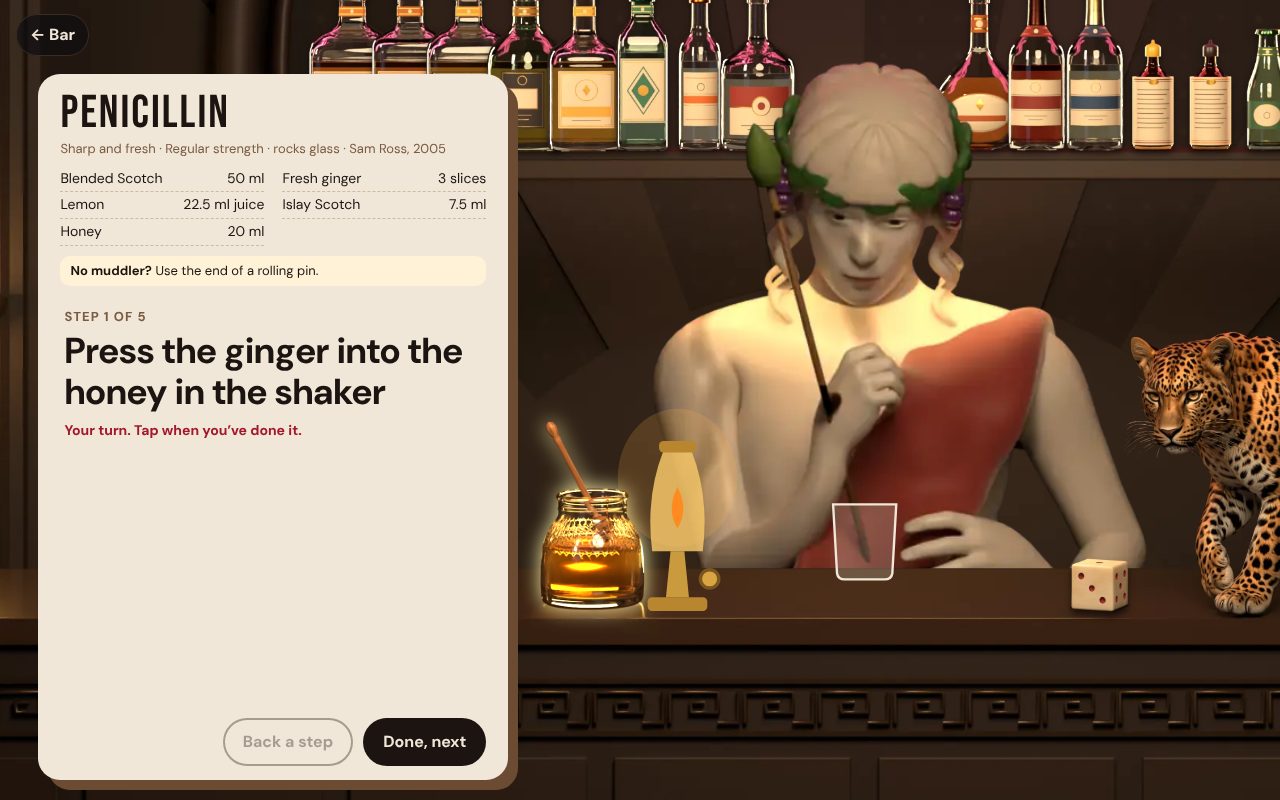 ← Bar
PENICILLIN
Sharp and fresh · Regular strength · rocks glass · Sam Ross, 2005
Blended Scotch 50 ml
Fresh ginger 3 slices
Lemon 22.5 ml juice
Islay Scotch 7.5 ml
Honey 20 ml
No muddler? Use the end of a rolling pin.
STEP 1 OF 5
Press the ginger into the
honey in the shaker
Your turn. Tap when you’ve done it.
Back a step
Done, next